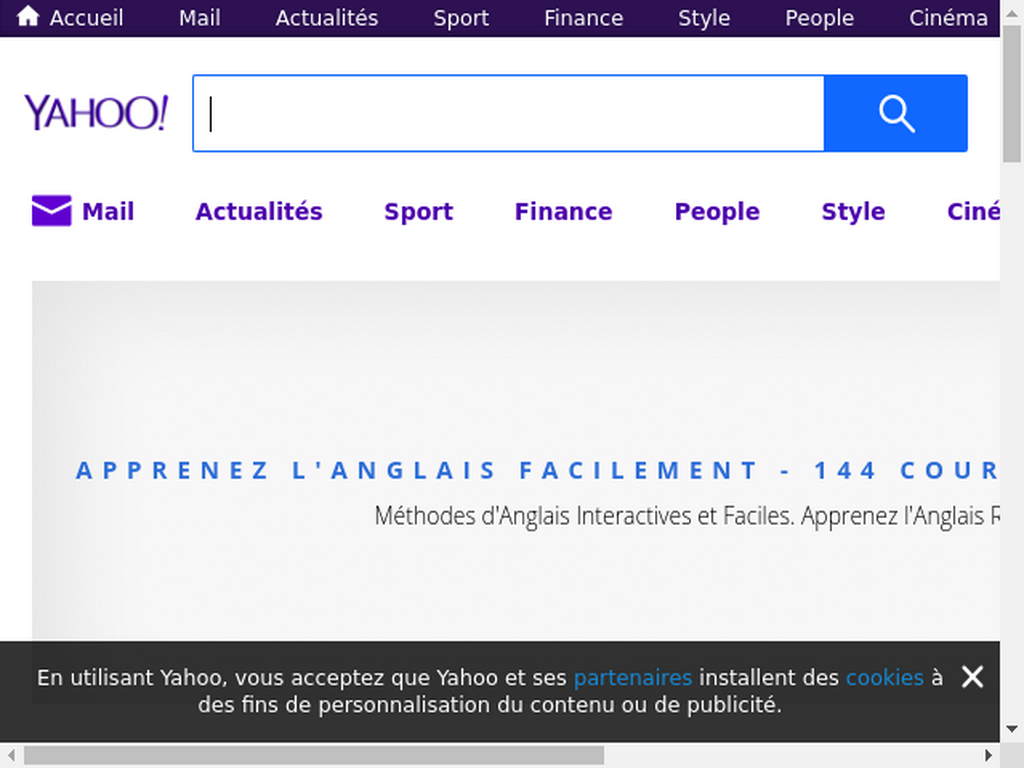 Accueil Mail Actualités Sport Finance Style People Cinéma
YAHOO!
Mail Actualités Sport Finance People Style Ciné
APPRENEZ L'ANGLAIS FACILEMENT - 144 COUR
Méthodes d'Anglais Interactives et Faciles. Apprenez l'Anglais R
En utilisant Yahoo, vous acceptez que Yahoo et ses partenaires installent des cookies à
des fins de personnalisation du contenu ou de publicité.